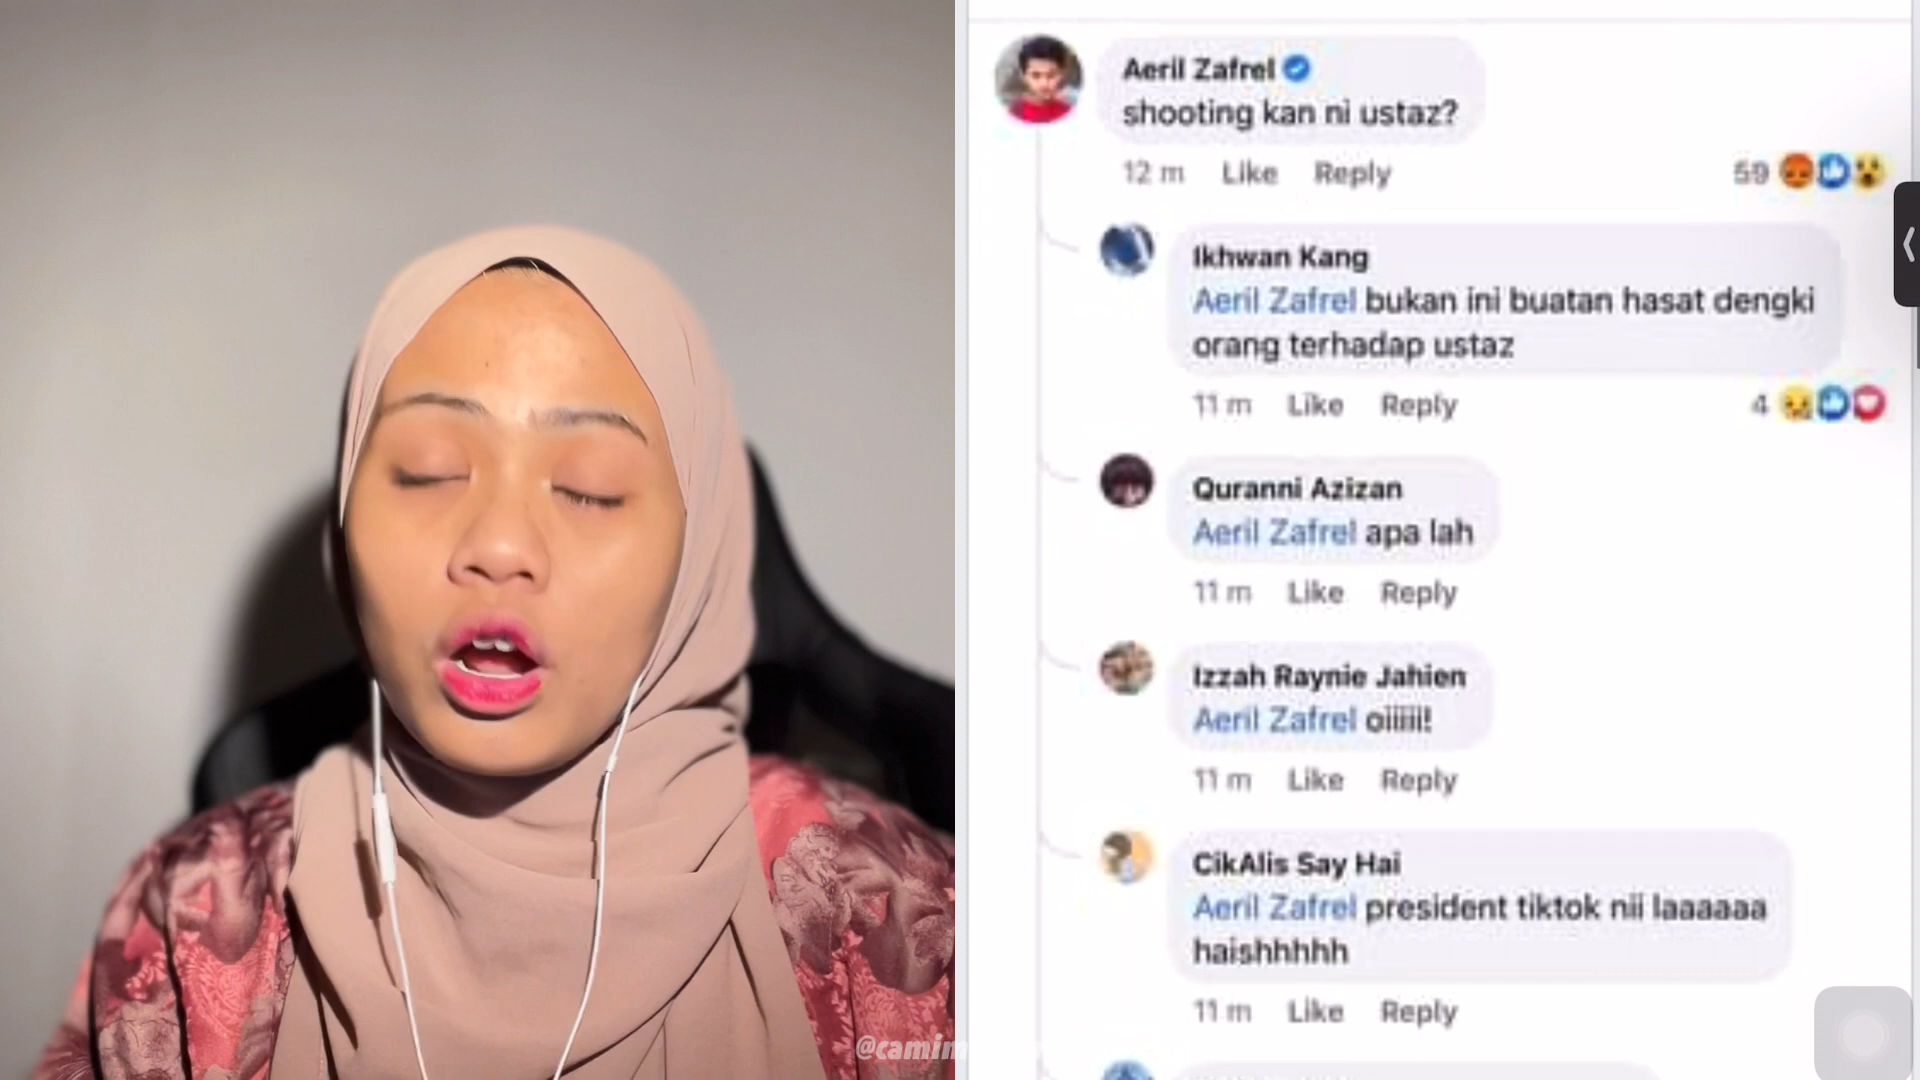 Aeril Zafrel
shooting kan ni ustaz?
12 m Like Reply 59
Ikhwan Kang
Aeril Zafrel bukan ini buatan hasat dengki
orang terhadap ustaz
11 m Like Reply 4
Quranni Azizan
Aeril Zafrel apa lah
11 m Like Reply
Izzah Raynie Jahien
Aeril Zafrel oiiiii!
11 m Like Reply
CikAlis Say Hai
Aeril Zafrel president tiktok nii laaaaaa
haishhhhh
11 m Like Reply